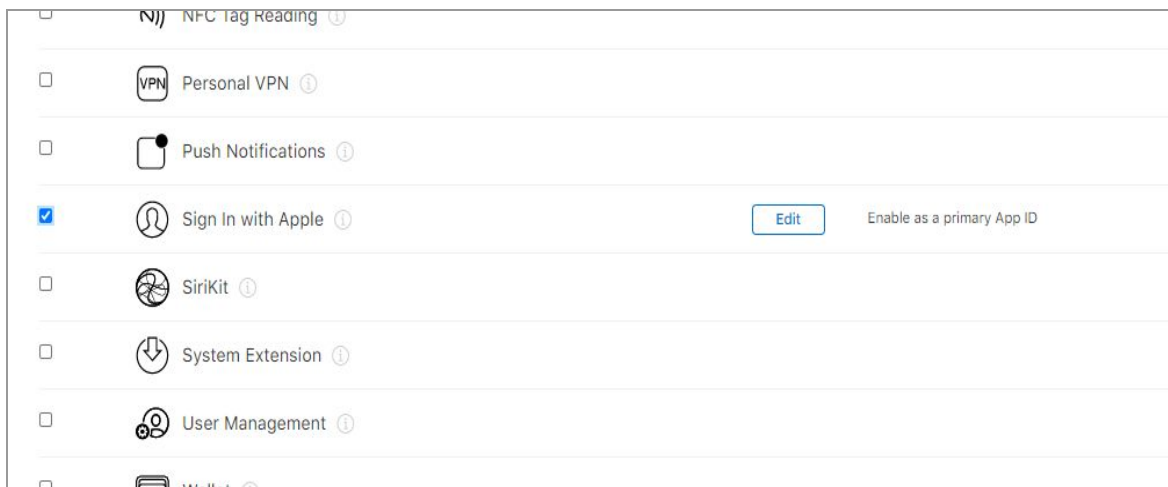 NFC Tag Reading
VPN Personal VPN
Push Notifications
Sign In with Apple Edit Enable as a primary App ID
SiriKit
System Extension
User Management
Wallet